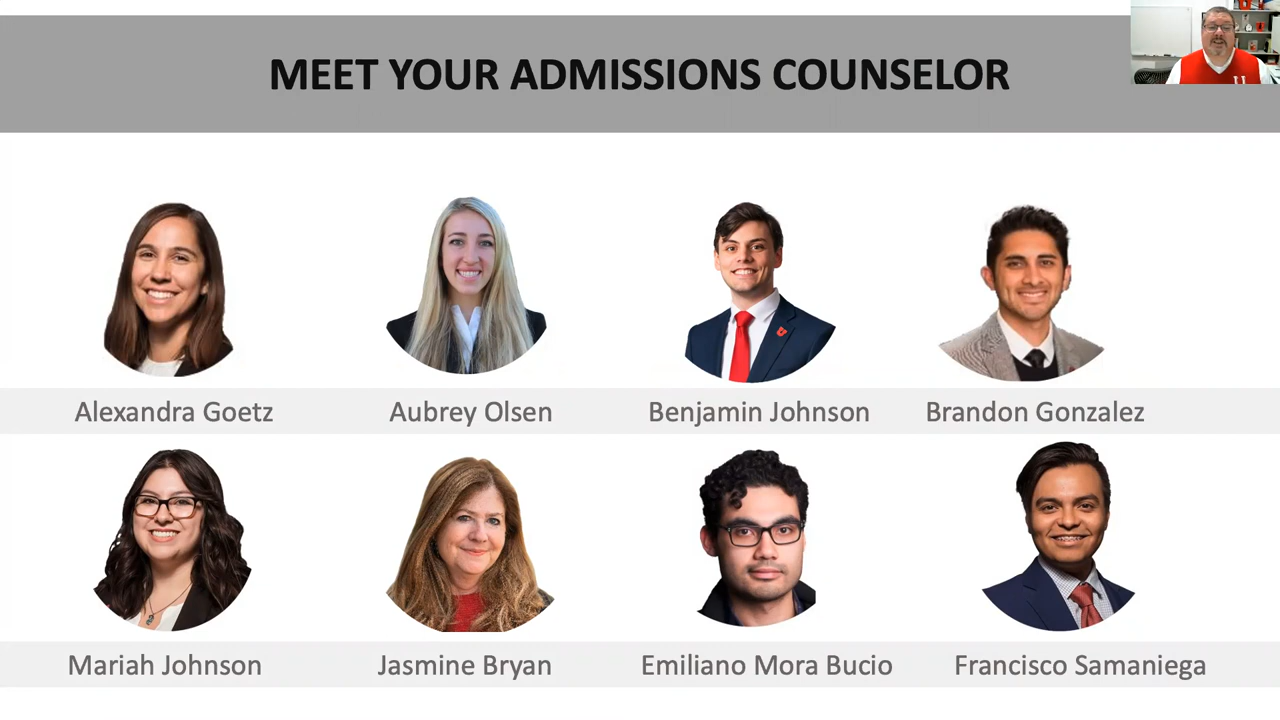 MEET YOUR ADMISSIONS COUNSELOR
Alexandra Goetz
Aubrey Olsen
Benjamin Johnson
Brandon Gonzalez
Mariah Johnson
Jasmine Bryan
Emiliano Mora Bucio
Francisco Samaniega